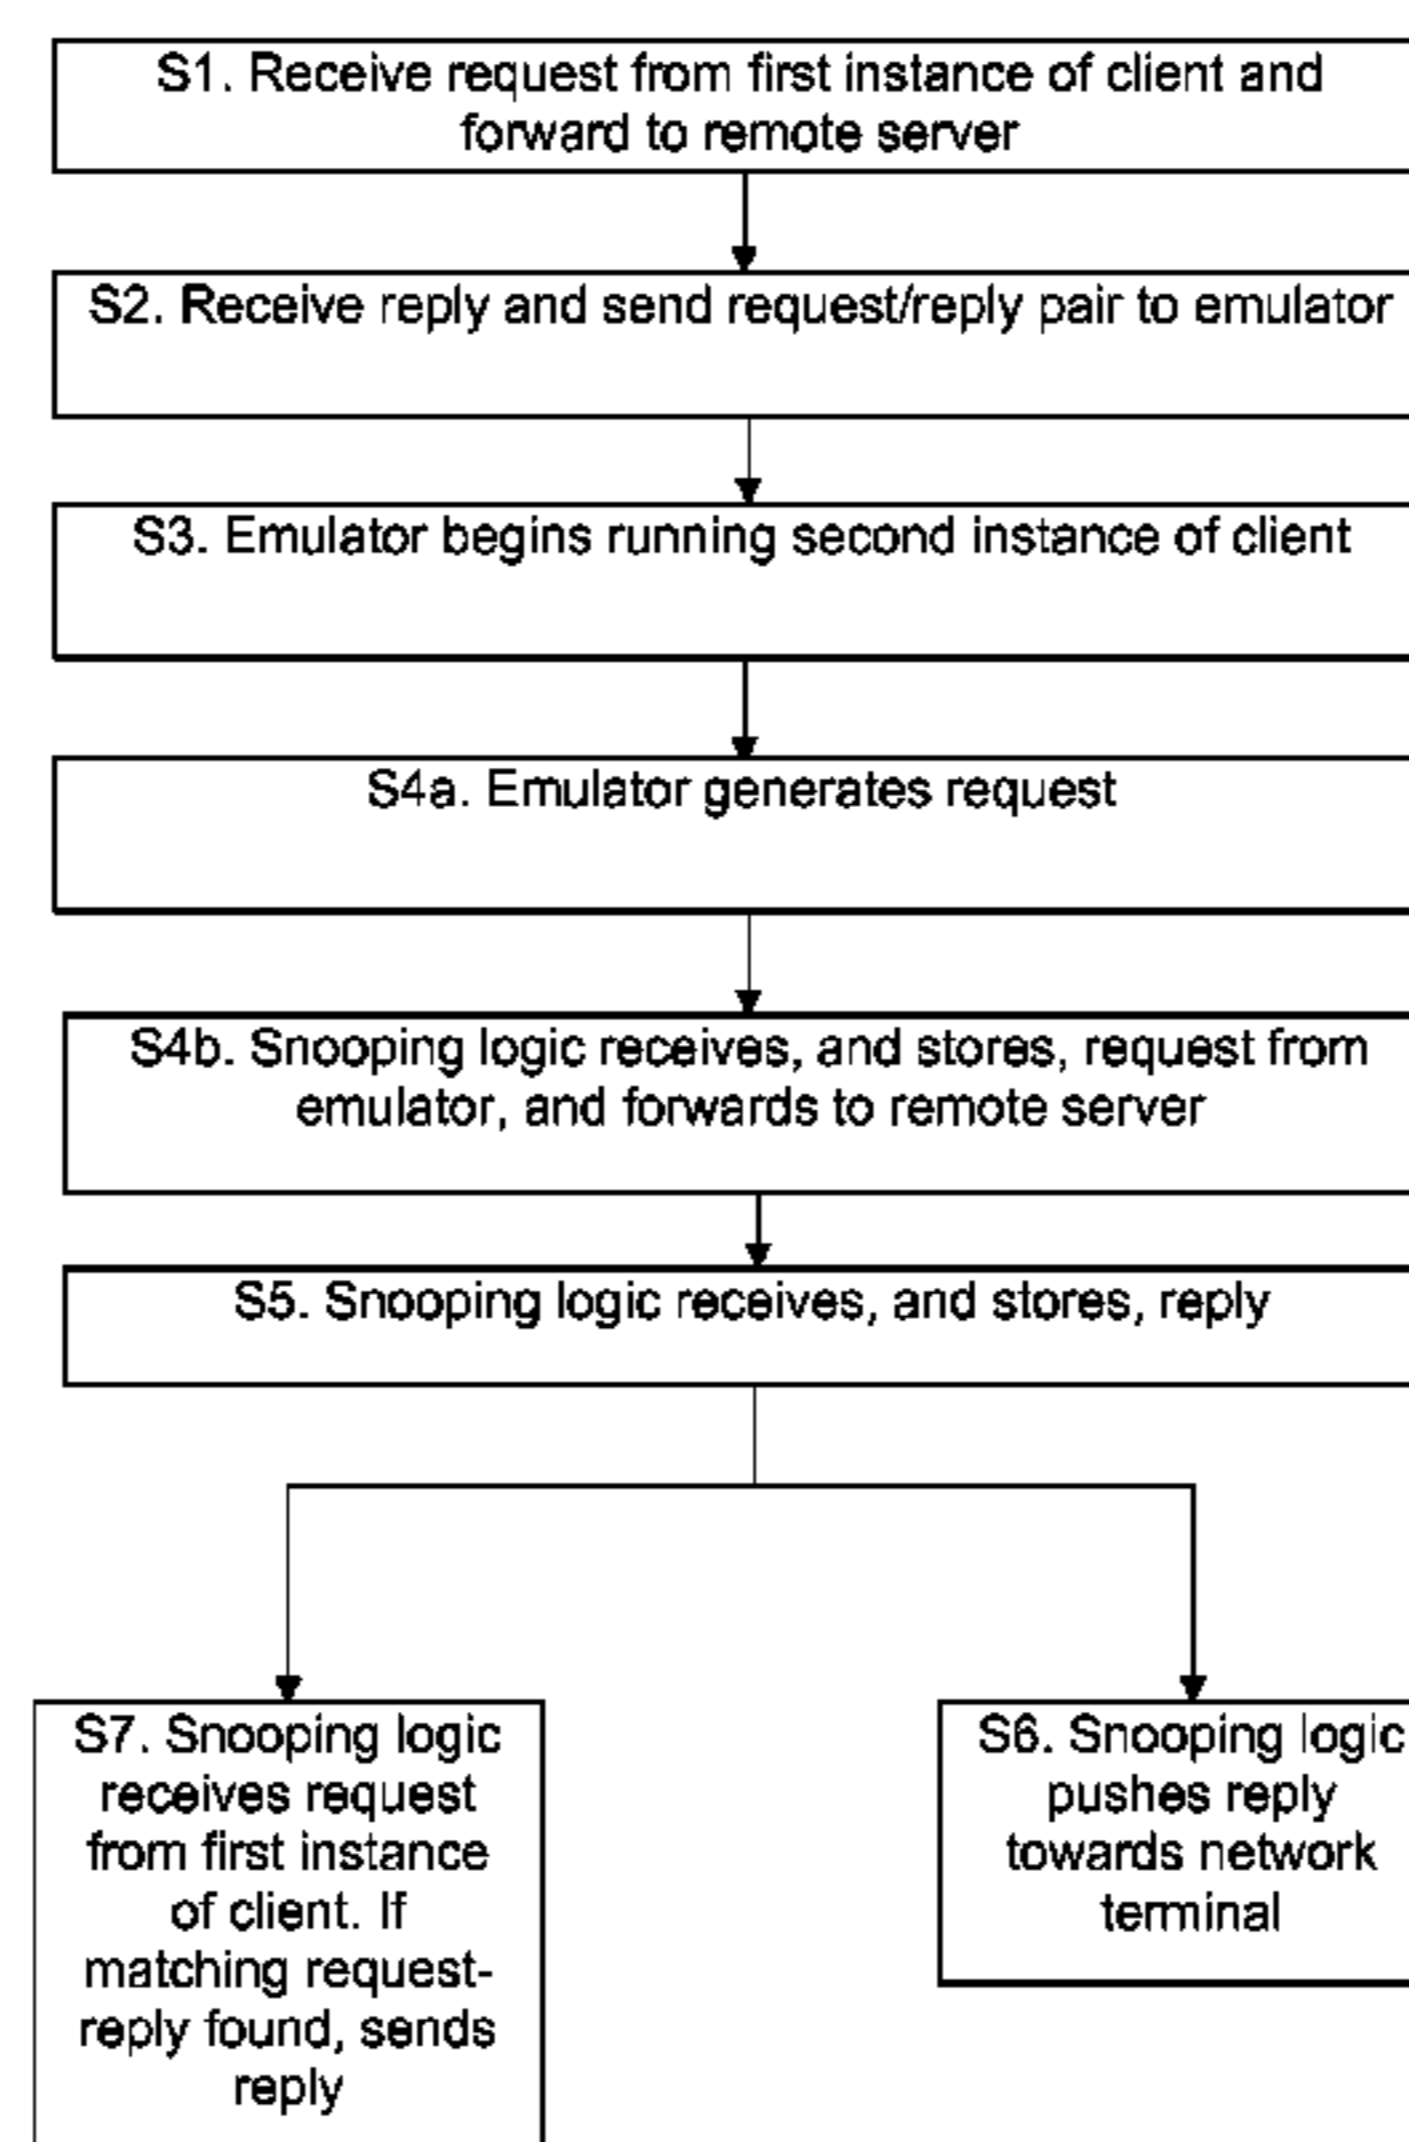 S1. Receive request from first instance of client and
forward to remote server
S2. Receive reply and send request/reply pair to emulator
S3. Emulator begins running second instance of client
S4a. Emulator generates request
S4b. Snooping logic receives, and stores, request from
emulator, and forwards to remote server
S5. Snooping logic receives, and stores, reply
S7. Snooping logic
receives request
from first instance
of client. If
matching request-
reply found, sends
reply
S6. Snooping logic
pushes reply
towards network
terminal